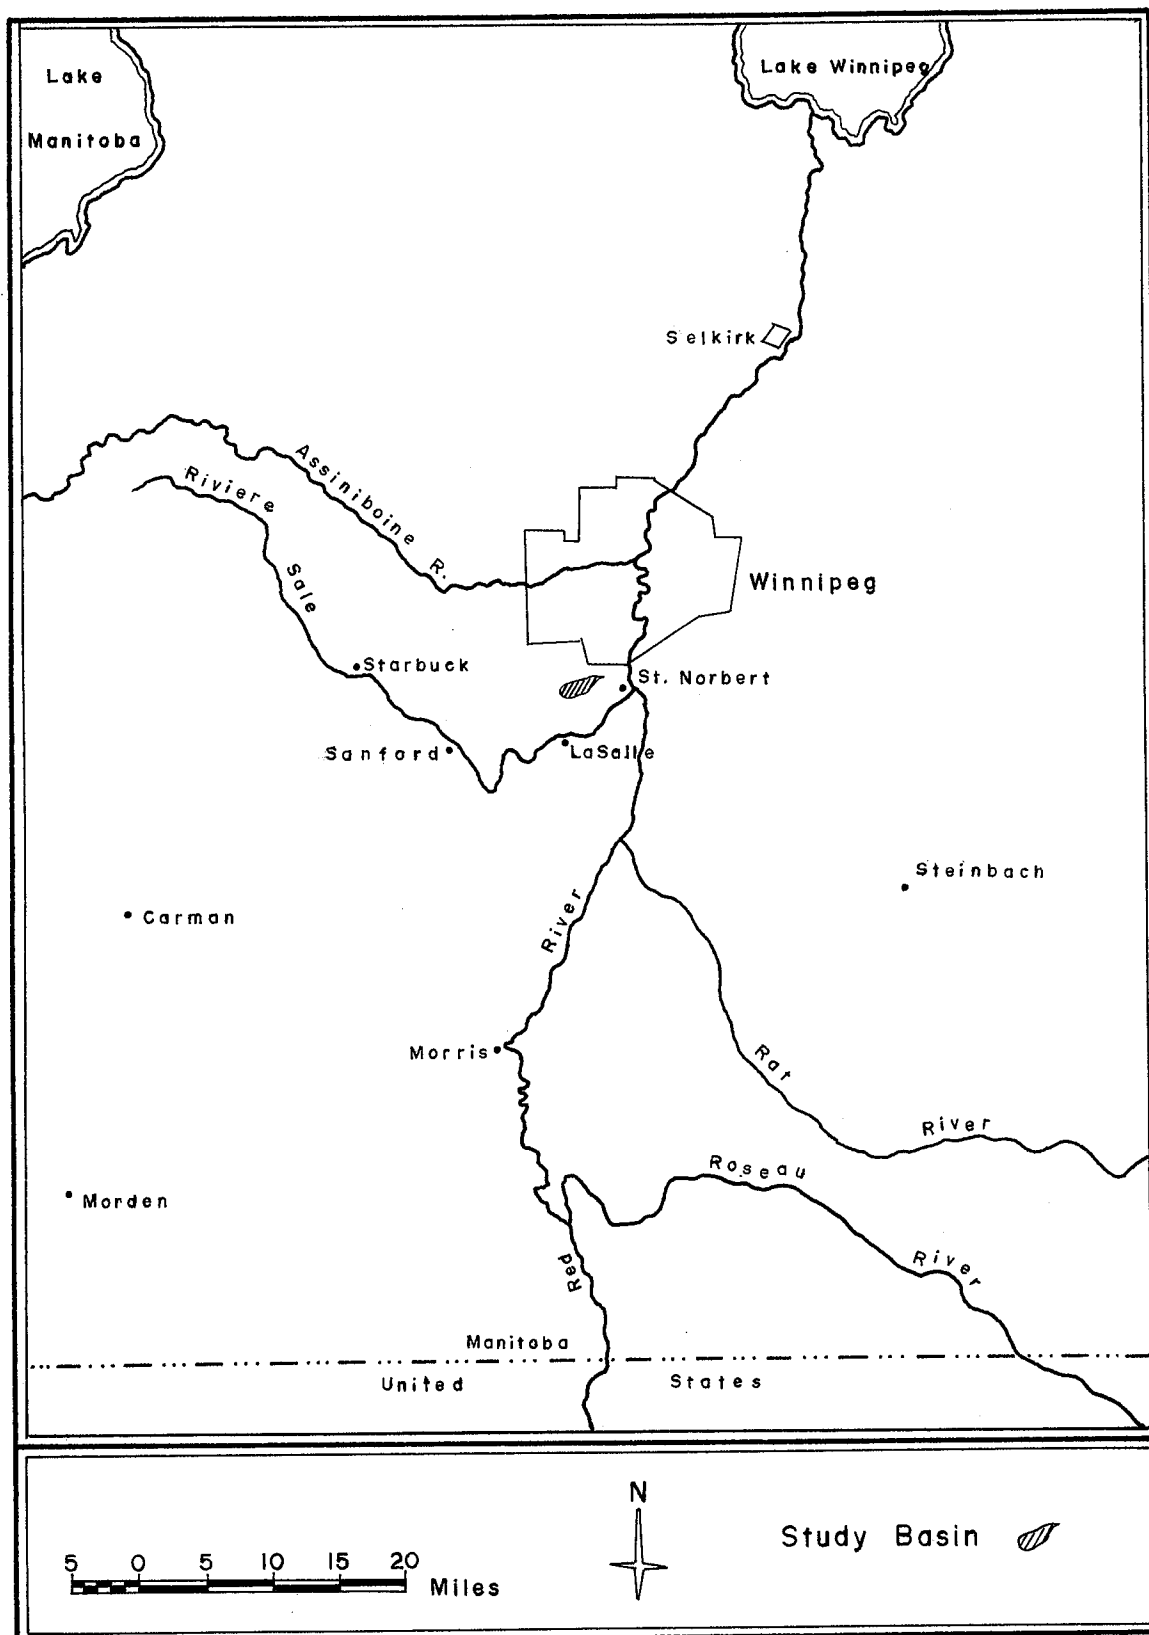 Lake Winnipeg
Lake
Manitoba
Selkirk
Assiniboine R.
Riviere
Sale
Winnipeg
Starbuck
St. Norbert
Sanford
LaSalle
Steinbach
Carman
River
Morris
Rat
River
Roseau
Morden
River
Red
Manitoba
United States
N
Study Basin
5 0 5 10 15 20
Miles